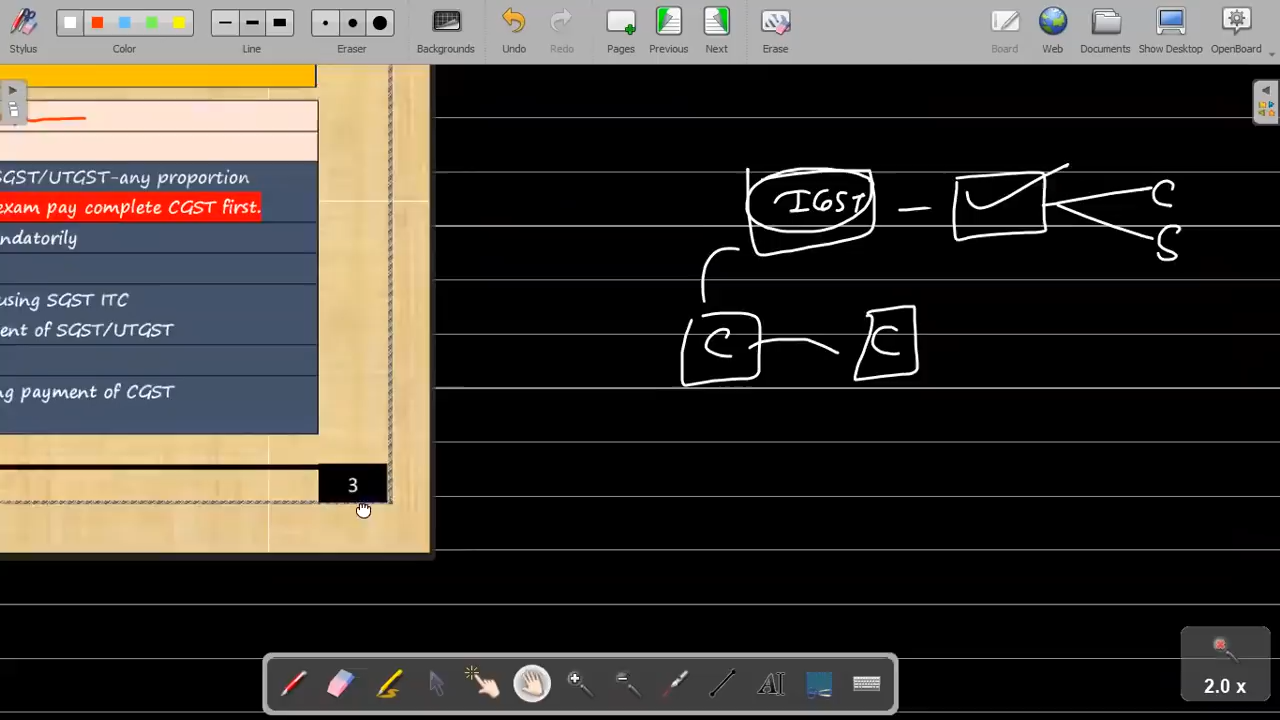 Stylus Color Line Eraser Backgrounds Undo Redo Pages Previous Next Erase Board Web Documents Show Desktop OpenBoard
SGST/UTGST-any proportion
exam pay complete CGST first.
ndatorily
using SGST ITC
ent of SGST/UTGST
ng payment of CGST
3
IGST C
S
C C
2.0 x